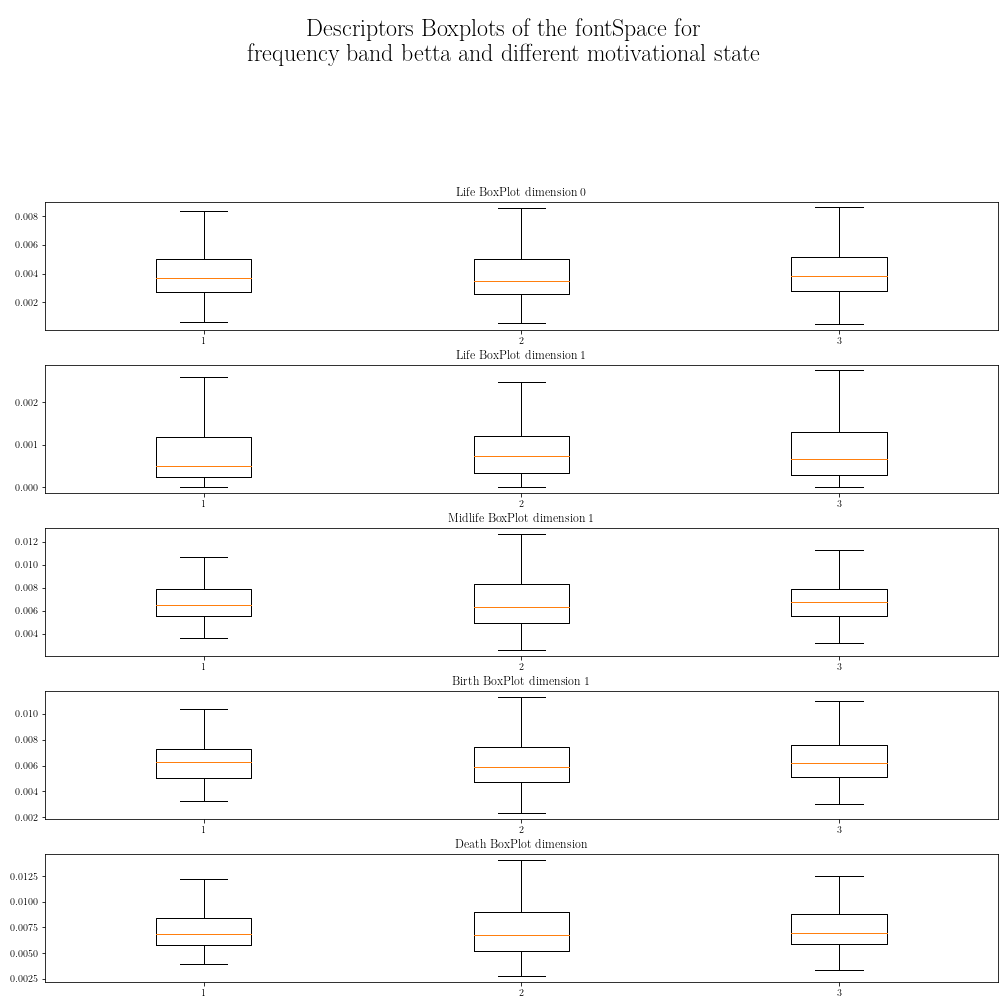 Descriptors Boxplots of the fontSpace for
frequency band betta and different motivational state
Life BoxPlot dimension 0
0.008
0.006
0.004
0.002
1 2 3
Life BoxPlot dimension 1
0.002
0.001
0.000
1 2 3
Midlife BoxPlot dimension 1
0.012
0.010
0.008
0.006
0.004
1 2 3
Birth BoxPlot dimension 1
0.010
0.008
0.006
0.004
0.002
1 2 3
Death BoxPlot dimension
0.0125
0.0100
0.0075
0.0050
0.0025
1 2 3